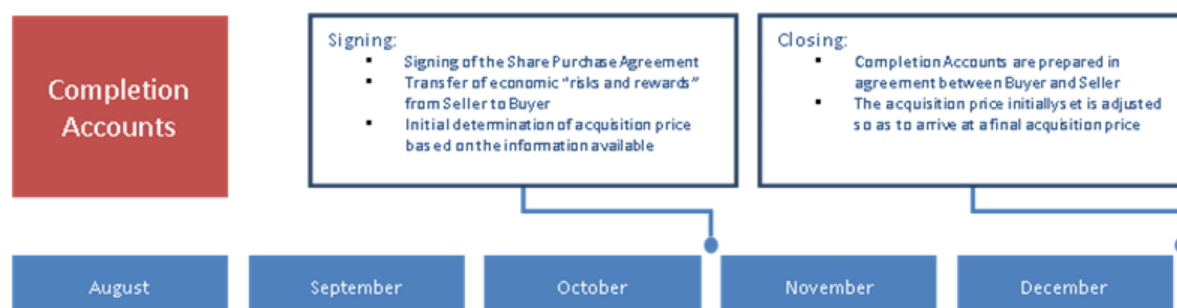 Completion
Accounts
Signing:
▪ Signing of the Share Purchase Agreement
▪ Transfer of economic "risks and rewards"
from Seller to Buyer
▪ Initial determination of acquisition price
based on the information available
Closing:
▪ Completion Accounts are prepared in
agreement between Buyer and Seller
▪ The acquisition price initially set is adjusted
so as to arrive at a final acquisition price
August
September
October
November
December